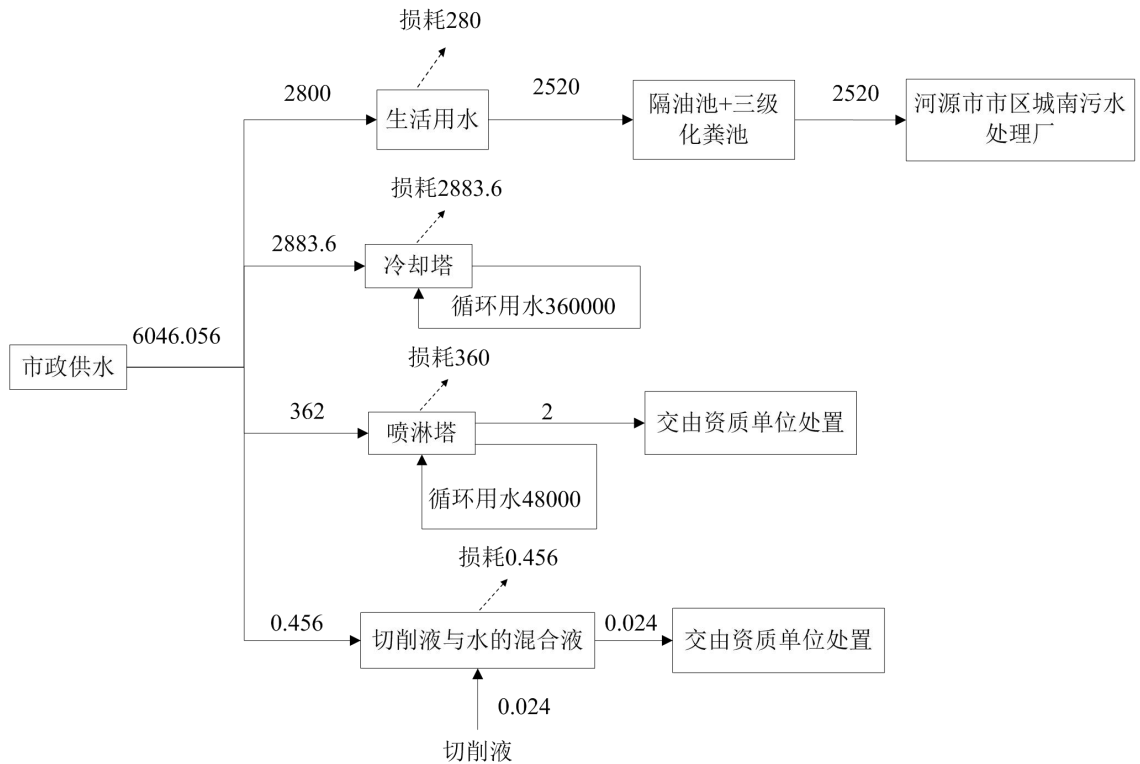 损耗280
2800
生活用水
2520
隔油池+三级
化粪池
2520
河源市市区城南污水
处理厂
损耗2883.6
2883.6
冷却塔
循环用水360000
市政供水
6046.056
损耗360
362
喷淋塔
2
交由资质单位处置
循环用水48000
损耗0.456
0.456
切削液与水的混合液
0.024
交由资质单位处置
0.024
切削液